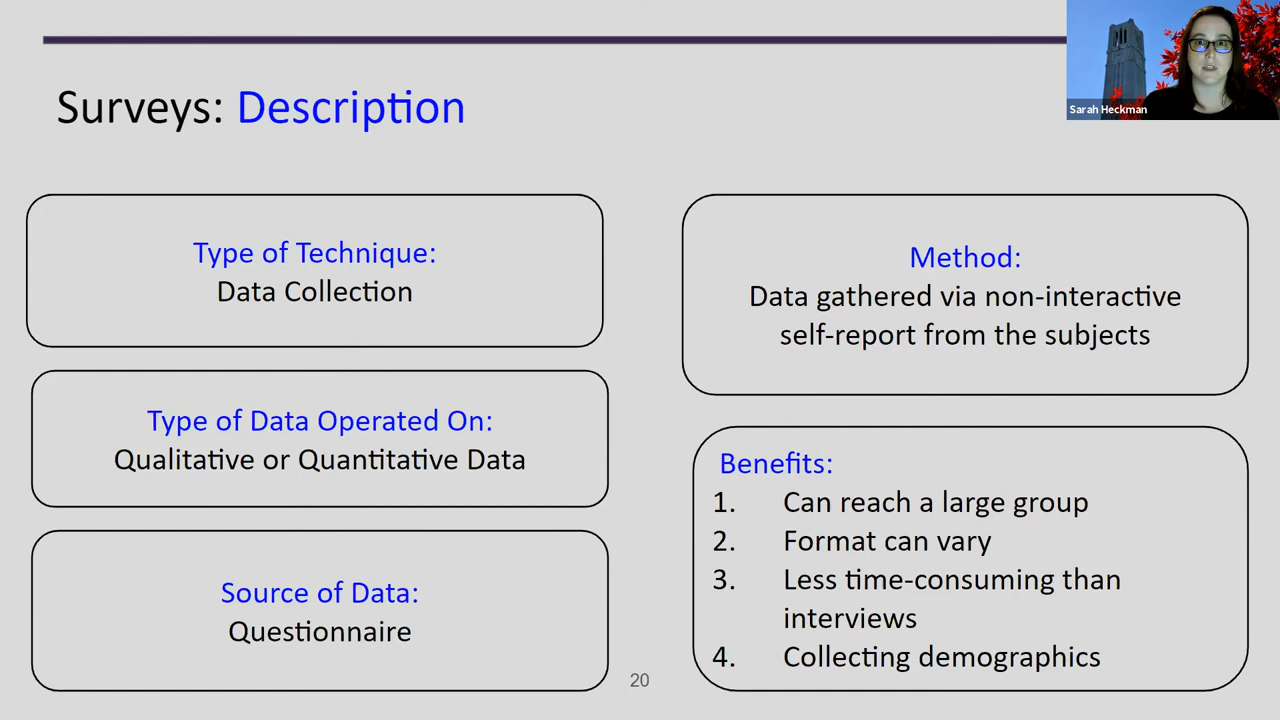 Surveys: Description
Sarah Heckman
Type of Technique:
Data Collection
Type of Data Operated On:
Qualitative or Quantitative Data
Source of Data:
Questionnaire
Method:
Data gathered via non-interactive
self-report from the subjects
Benefits:
1. Can reach a large group
2. Format can vary
3. Less time-consuming than
interviews
4. Collecting demographics
20